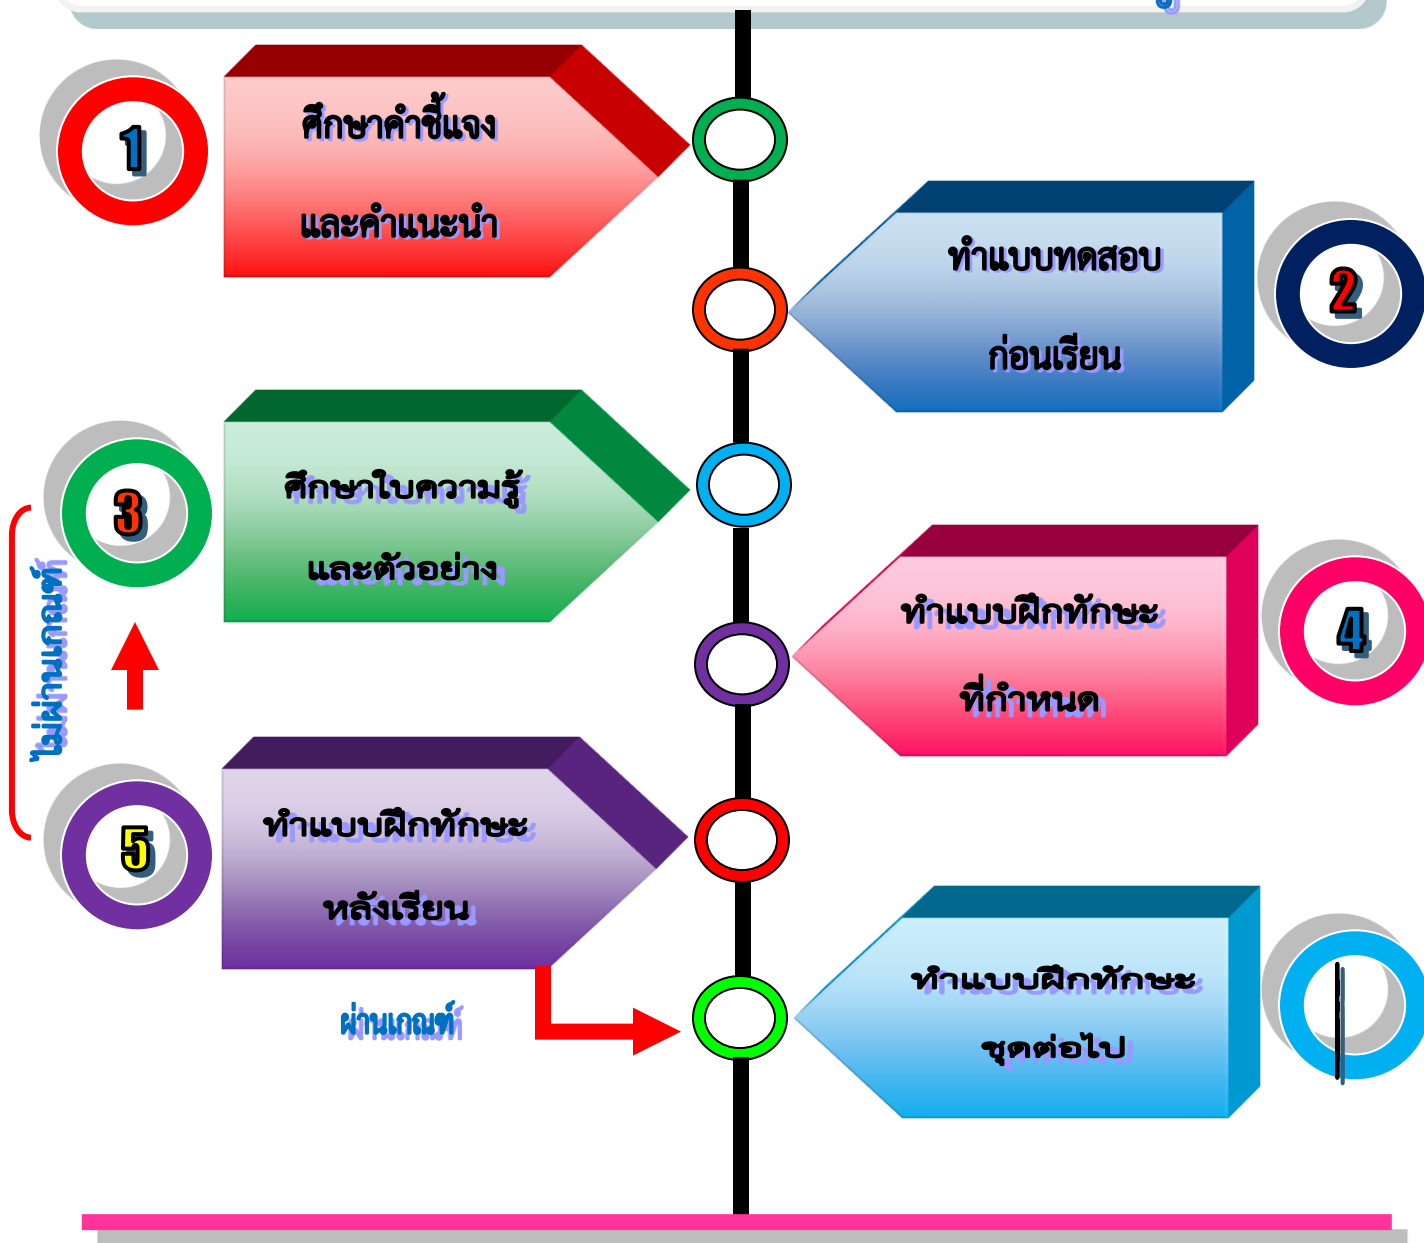 1
ศึกษาคำชี้แจง
และคำแนะนำ
2
ทำแบบทดสอบ
ก่อนเรียน
3
ศึกษาใบความรู้
และตัวอย่าง
4
ทำแบบฝึกทักษะ
ที่กำหนด
ไม่ผ่านเกณฑ์
5
ทำแบบฝึกทักษะ
หลังเรียน
ผ่านเกณฑ์
ทำแบบฝึกทักษะ
ชุดต่อไป